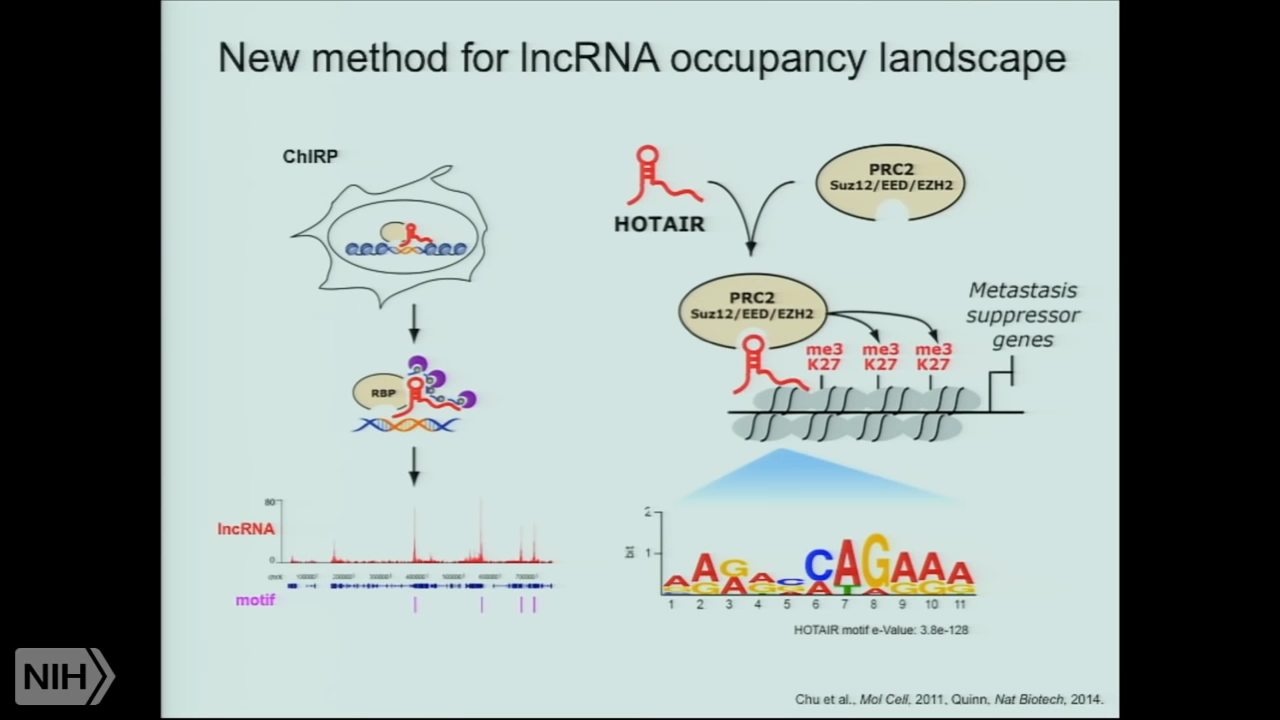 New method for lncRNA occupancy landscape
ChIRP
RBP
80
lncRNA
0
motif
HOTAIR
PRC2
Suz12/EED/EZH2
PRC2
Suz12/EED/EZH2
Metastasis
suppressor
genes
me3 me3 me3
K27 K27 K27
2
1
bit
1 2 3 4 5 6 7 8 9 10 11
HOTAIR motif e-Value: 3.8e-128
Chu et al., Mol Cell, 2011, Quinn, Nat Biotech, 2014.
NIH